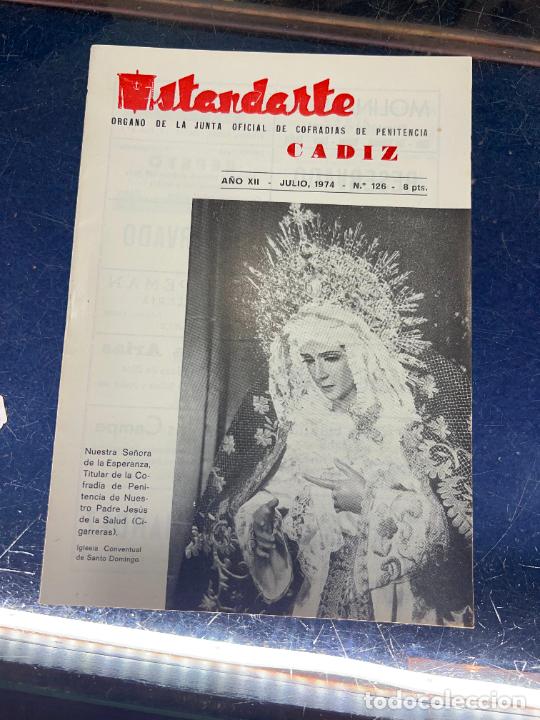 Estandarte
ORGANO DE LA JUNTA OFICIAL DE COFRADIAS DE PENITENCIA
CADIZ
AÑO XII - JULIO, 1974 - N.° 126 - 8 pts.
Nuestra Señora
de la Esperanza,
Titular de la Co-
fradía de Peni-
tencia de Nues-
tro Padre Jesús
de la Salud (Ci-
garreras).
Iglesia Conventual
de Santo Domingo.
todocoleccion.net